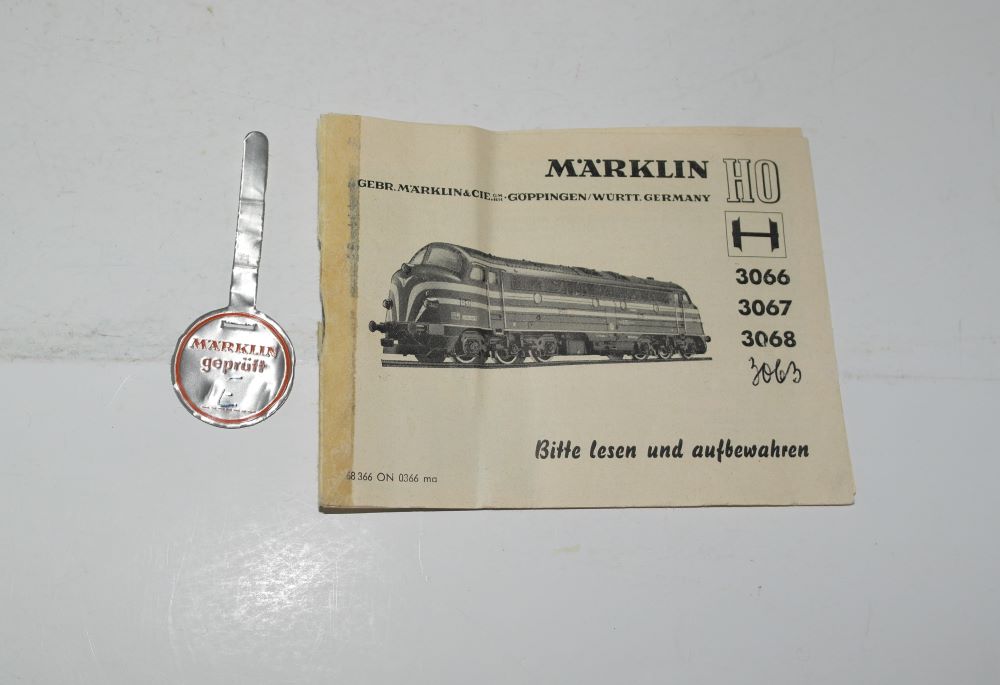 MÄRKLIN
geprüft
MÄRKLIN HO
GEBR. MÄRKLIN & CIE. G.M.B.H. · GÖPPINGEN/WÜRTT. GERMANY
3066
3067
3068
3063
Bitte lesen und aufbewahren
68 366 ON 0366 ma